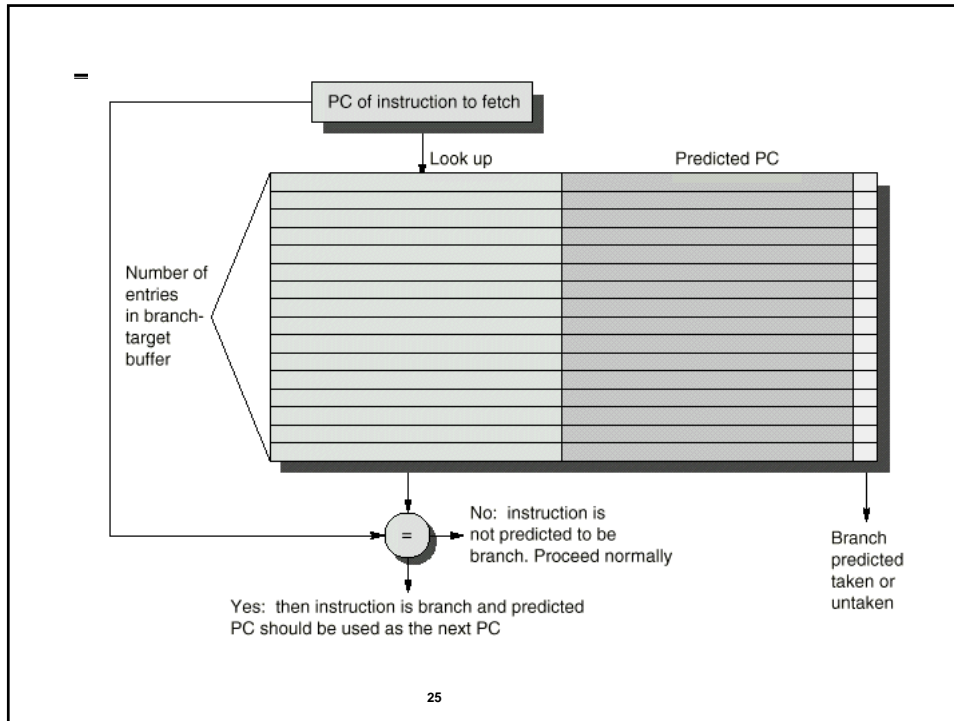 PC of instruction to fetch
Look up
Predicted PC
Number of
entries
in branch-
target
buffer
=
No: instruction is
not predicted to be
branch. Proceed normally
Branch
predicted
taken or
untaken
Yes: then instruction is branch and predicted
PC should be used as the next PC
25